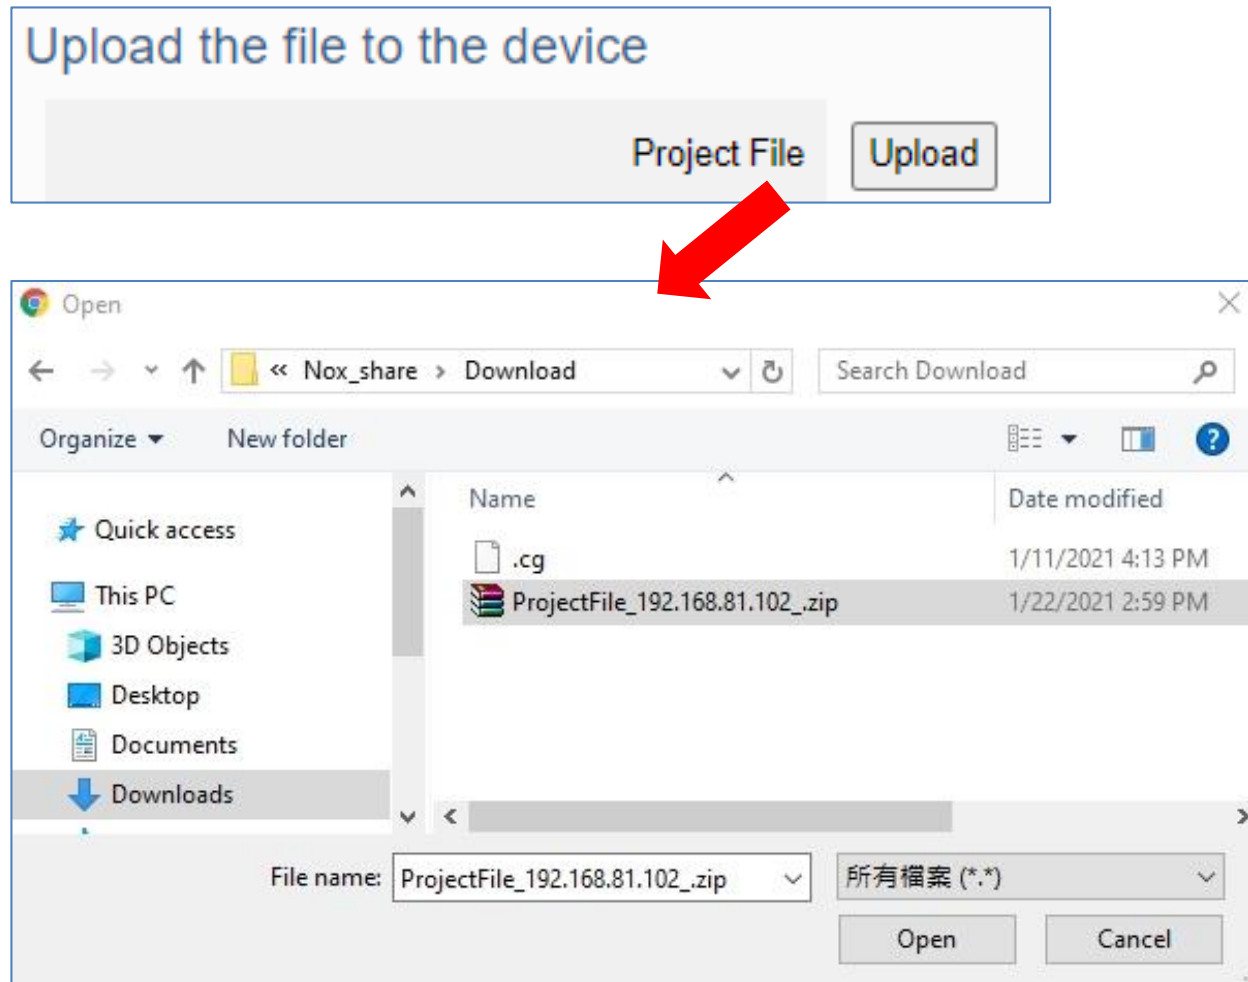 Upload the file to the device
Project File Upload
Open
« Nox_share > Download Search Download
Organize New folder
Name Date modified
Quick access
.cg 1/11/2021 4:13 PM
This PC ProjectFile_192.168.81.102_.zip 1/22/2021 2:59 PM
3D Objects
Desktop
Documents
Downloads
File name: ProjectFile_192.168.81.102_.zip 所有檔案 (*.*)
Open Cancel